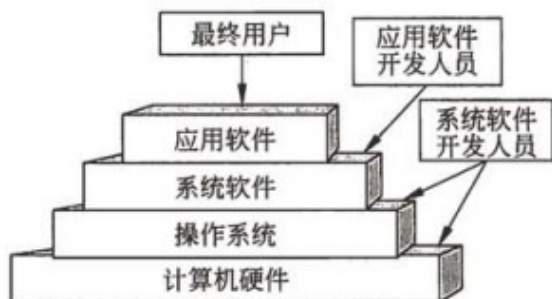 最终用户
应用软件
开发人员
系统软件
开发人员
应用软件
系统软件
操作系统
计算机硬件